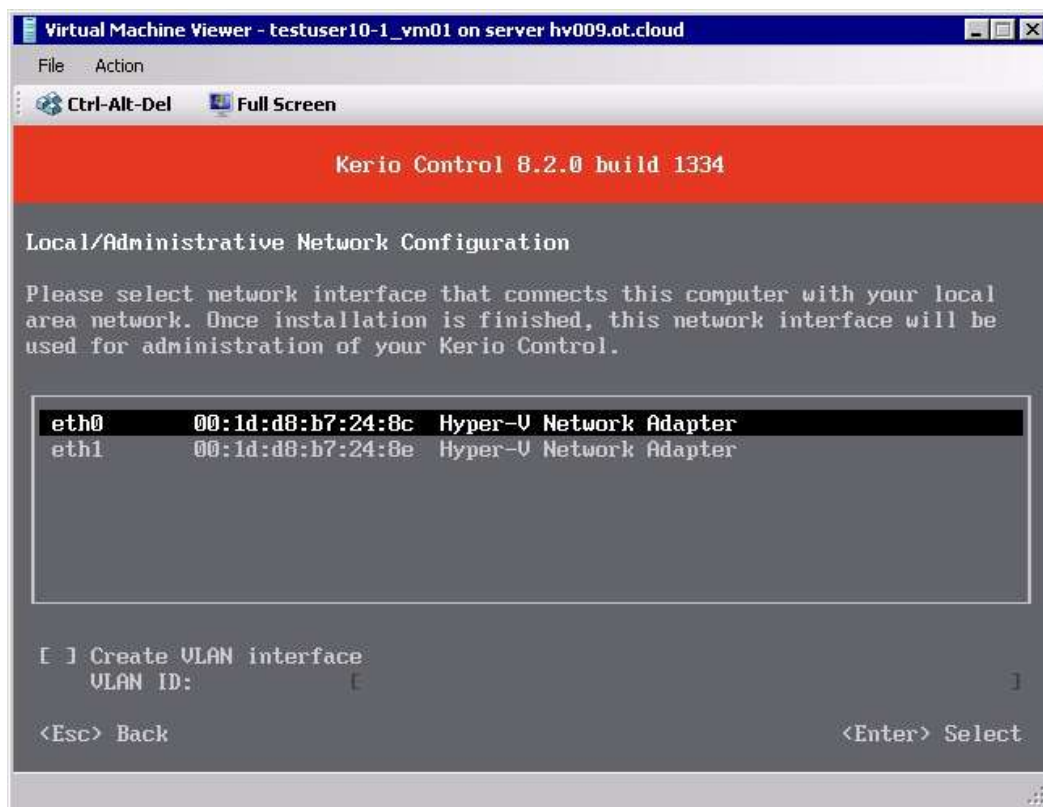 Virtual Machine Viewer - testuser10-1_vm01 on server hv009.ot.cloud
File Action
Ctrl-Alt-Del Full Screen
Kerio Control 8.2.0 build 1334
Local/Administrative Network Configuration
Please select network interface that connects this computer with your local
area network. Once installation is finished, this network interface will be
used for administration of your Kerio Control.
eth0 00:1d:d8:b7:24:8c Hyper-V Network Adapter
eth1 00:1d:d8:b7:24:8e Hyper-V Network Adapter
[ ] Create VLAN interface
VLAN ID: [ ]
<Esc> Back <Enter> Select